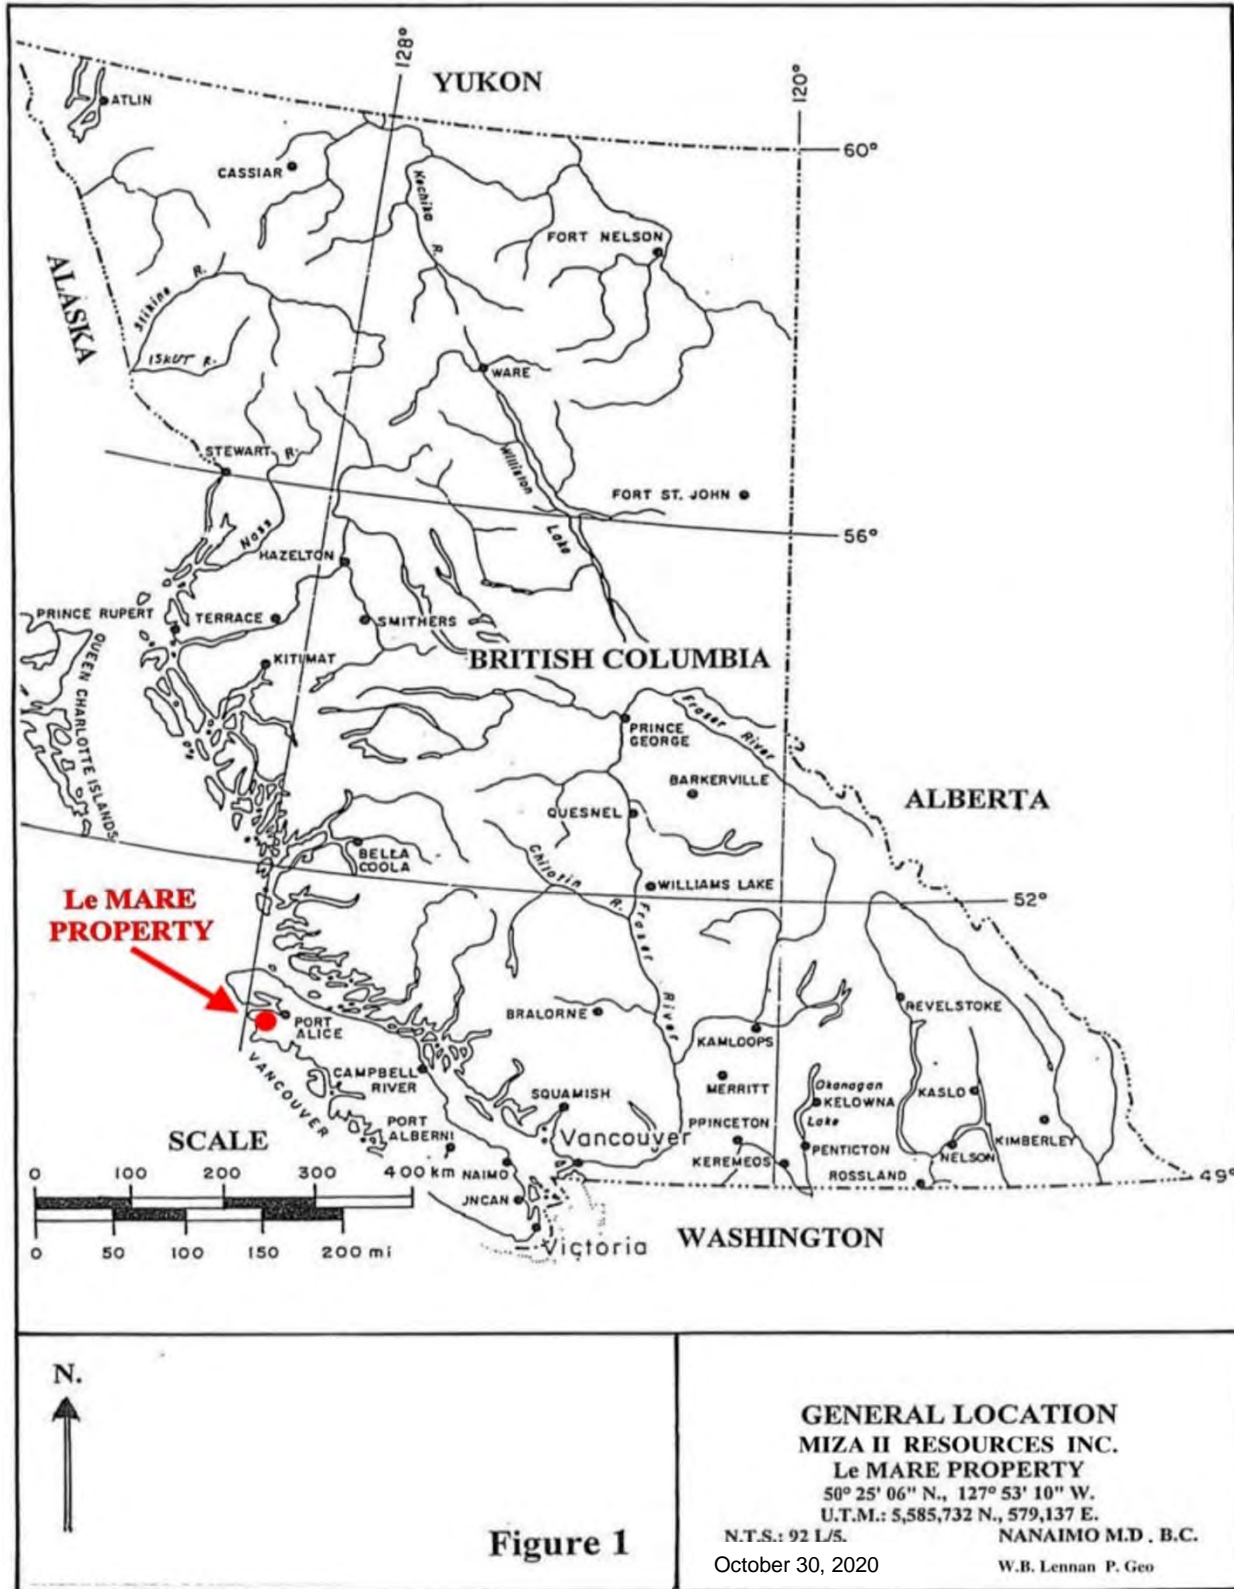 128°
YUKON
120°
ATLIN
60°
CASSIAR
Kechika
R.
FORT NELSON
ALASKA
Stikine R.
ISKUT R.
WARE
STEWART
R.
Nass
Williston
Lake
FORT ST. JOHN
56°
HAZELTON
PRINCE RUPERT
TERRACE
SMITHERS
KITIMAT
BRITISH COLUMBIA
QUEEN CHARLOTTE ISLANDS
PRINCE
GEORGE
Fraser
River
BARKERVILLE
ALBERTA
QUESNEL
BELLA
COOLA
Chilotin
R.
Fraser
River
WILLIAMS LAKE
52°
Le MARE
PROPERTY
PORT
ALICE
BRALORNE
REVELSTOKE
KAMLOOPS
VANCOUVER
CAMPBELL
RIVER
MERRITT
Okanagan
KELOWNA
Lake
KASLO
SQUAMISH
PORT
ALBERNI
Vancouver
PRINCETON
KIMBERLEY
SCALE
KEREMEOS
PENTICTON
NELSON
0 100 200 300 400 km
NAIMO
ROSSLAND
49°
JNCAN
0 50 100 150 200 mi
Victoria
WASHINGTON
N.
Figure 1
GENERAL LOCATION
MIZA II RESOURCES INC.
Le MARE PROPERTY
50° 25' 06" N., 127° 53' 10" W.
U.T.M.: 5,585,732 N., 579,137 E.
N.T.S.: 92 L/5. NANAIMO M.D. B.C.
October 30, 2020 W.B. Lennan P. Geo